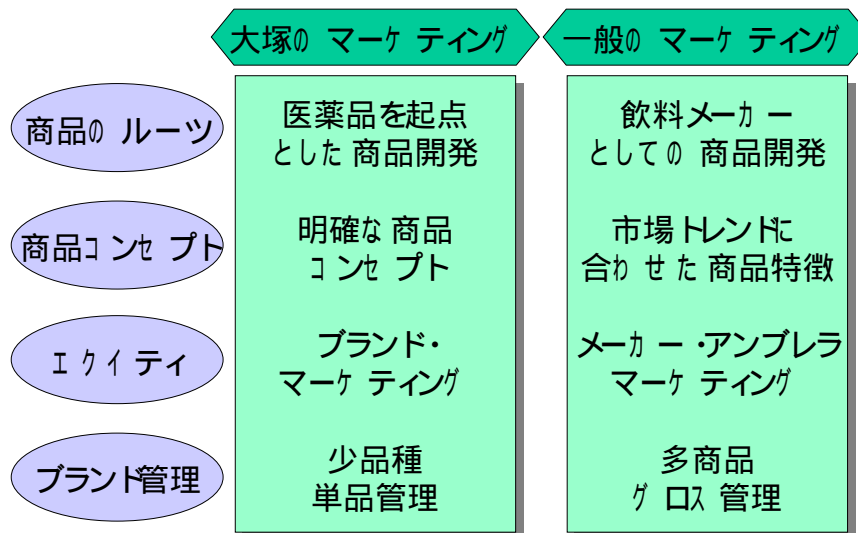 大塚の マーケティング
一般の マーケティング
商品の ルーツ
医薬品を起点
とした 商品開発
飲料メーカー
としての 商品開発
商品コンセプト
明確な 商品
コンセプト
市場トレンドに
合わせた 商品特徴
エクイティ
ブランド・
マーケティング
メーカー・アンブレラ
マーケティング
ブランド管理
少品種
単品管理
多商品
グロス 管理